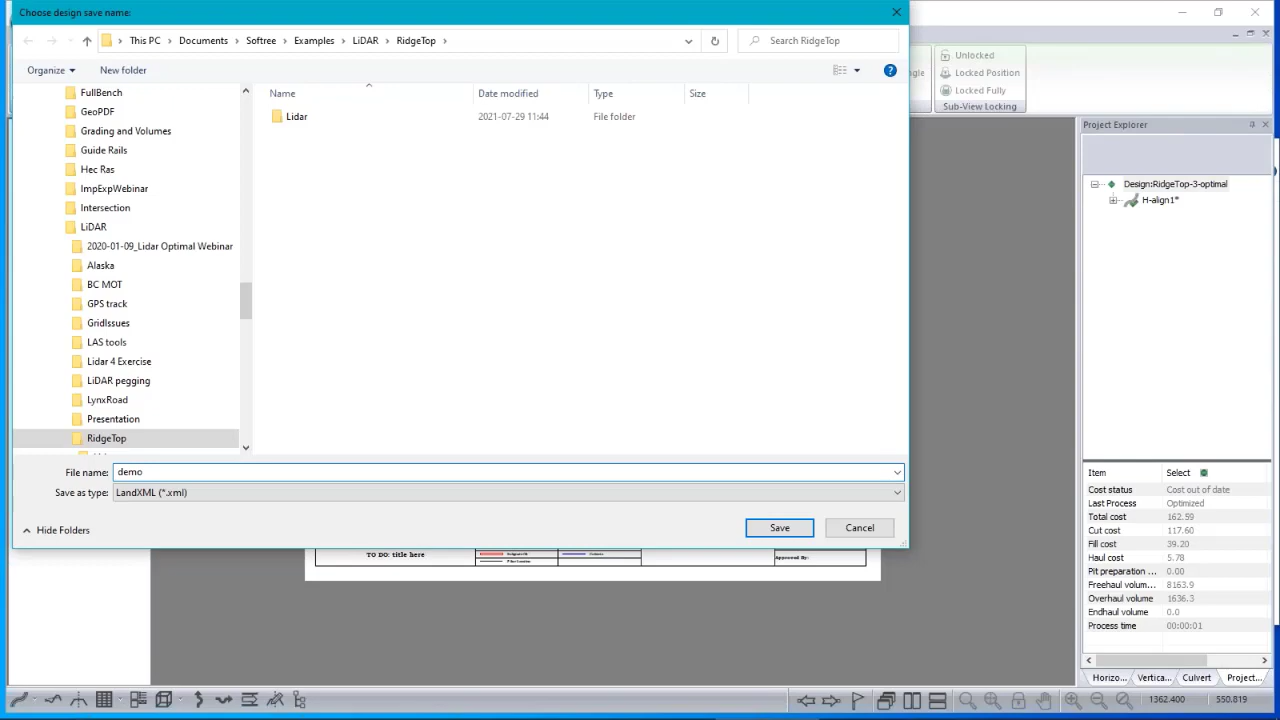 Choose design save name:
This PC > Documents > Softree > Examples > LiDAR > RidgeTop >
Search RidgeTop
Organize
New folder
Name
Date modified
Type
Size
Lidar
2021-07-29 11:44
File folder
FullBench
GeoPDF
Grading and Volumes
Guide Rails
Hec Ras
ImpExpWebinar
Intersection
LiDAR
2020-01-09_Lidar Optimal Webinar
Alaska
BC MOT
GPS track
GridIssues
LAS tools
Lidar 4 Exercise
LiDAR pegging
LynxRoad
Presentation
RidgeTop
File name: demo
Save as type: LandXML (*.xml)
Hide Folders
Save
Cancel
TO DO: title here
Approved By:
gle
Unlocked
Locked Position
Locked Fully
Sub-View Locking
Project Explorer
Design:RidgeTop-3-optimal
H-align1*
Item Select
Cost status Cost out of date
Last Process Optimized
Total cost 162.59
Cut cost 117.60
Fill cost 39.20
Haul cost 5.78
Pit preparation ... 0.00
Freehaul volum... 8163.9
Overhaul volume 1636.3
Endhaul volume 0.0
Process time 00:00:01
Horizo... Vertica... Culvert Project...
1362.400 550.819